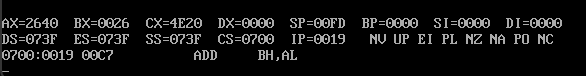 AX=2640 BX=0026 CX=4E20 DX=0000 SP=00FD BP=0000 SI=0000 DI=0000
DS=073F ES=073F SS=073F CS=0700 IP=0019 NV UP EI PL NZ NA PO NC
0700:0019 00C7 ADD BH,AL
_